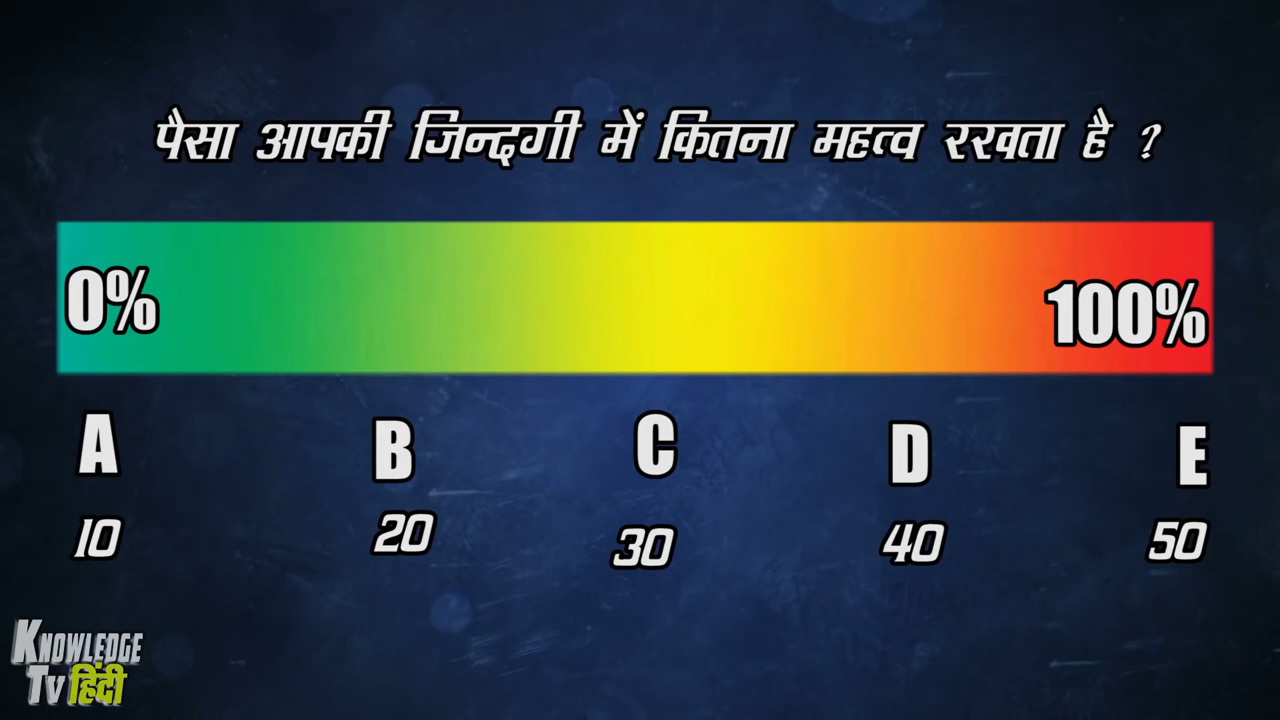 पैसा आपकी जिन्दगी में कितना महत्व रखता है ?
0% 100%
A B C D E
10 20 30 40 50
KNOWLEDGE
TV हिंदी